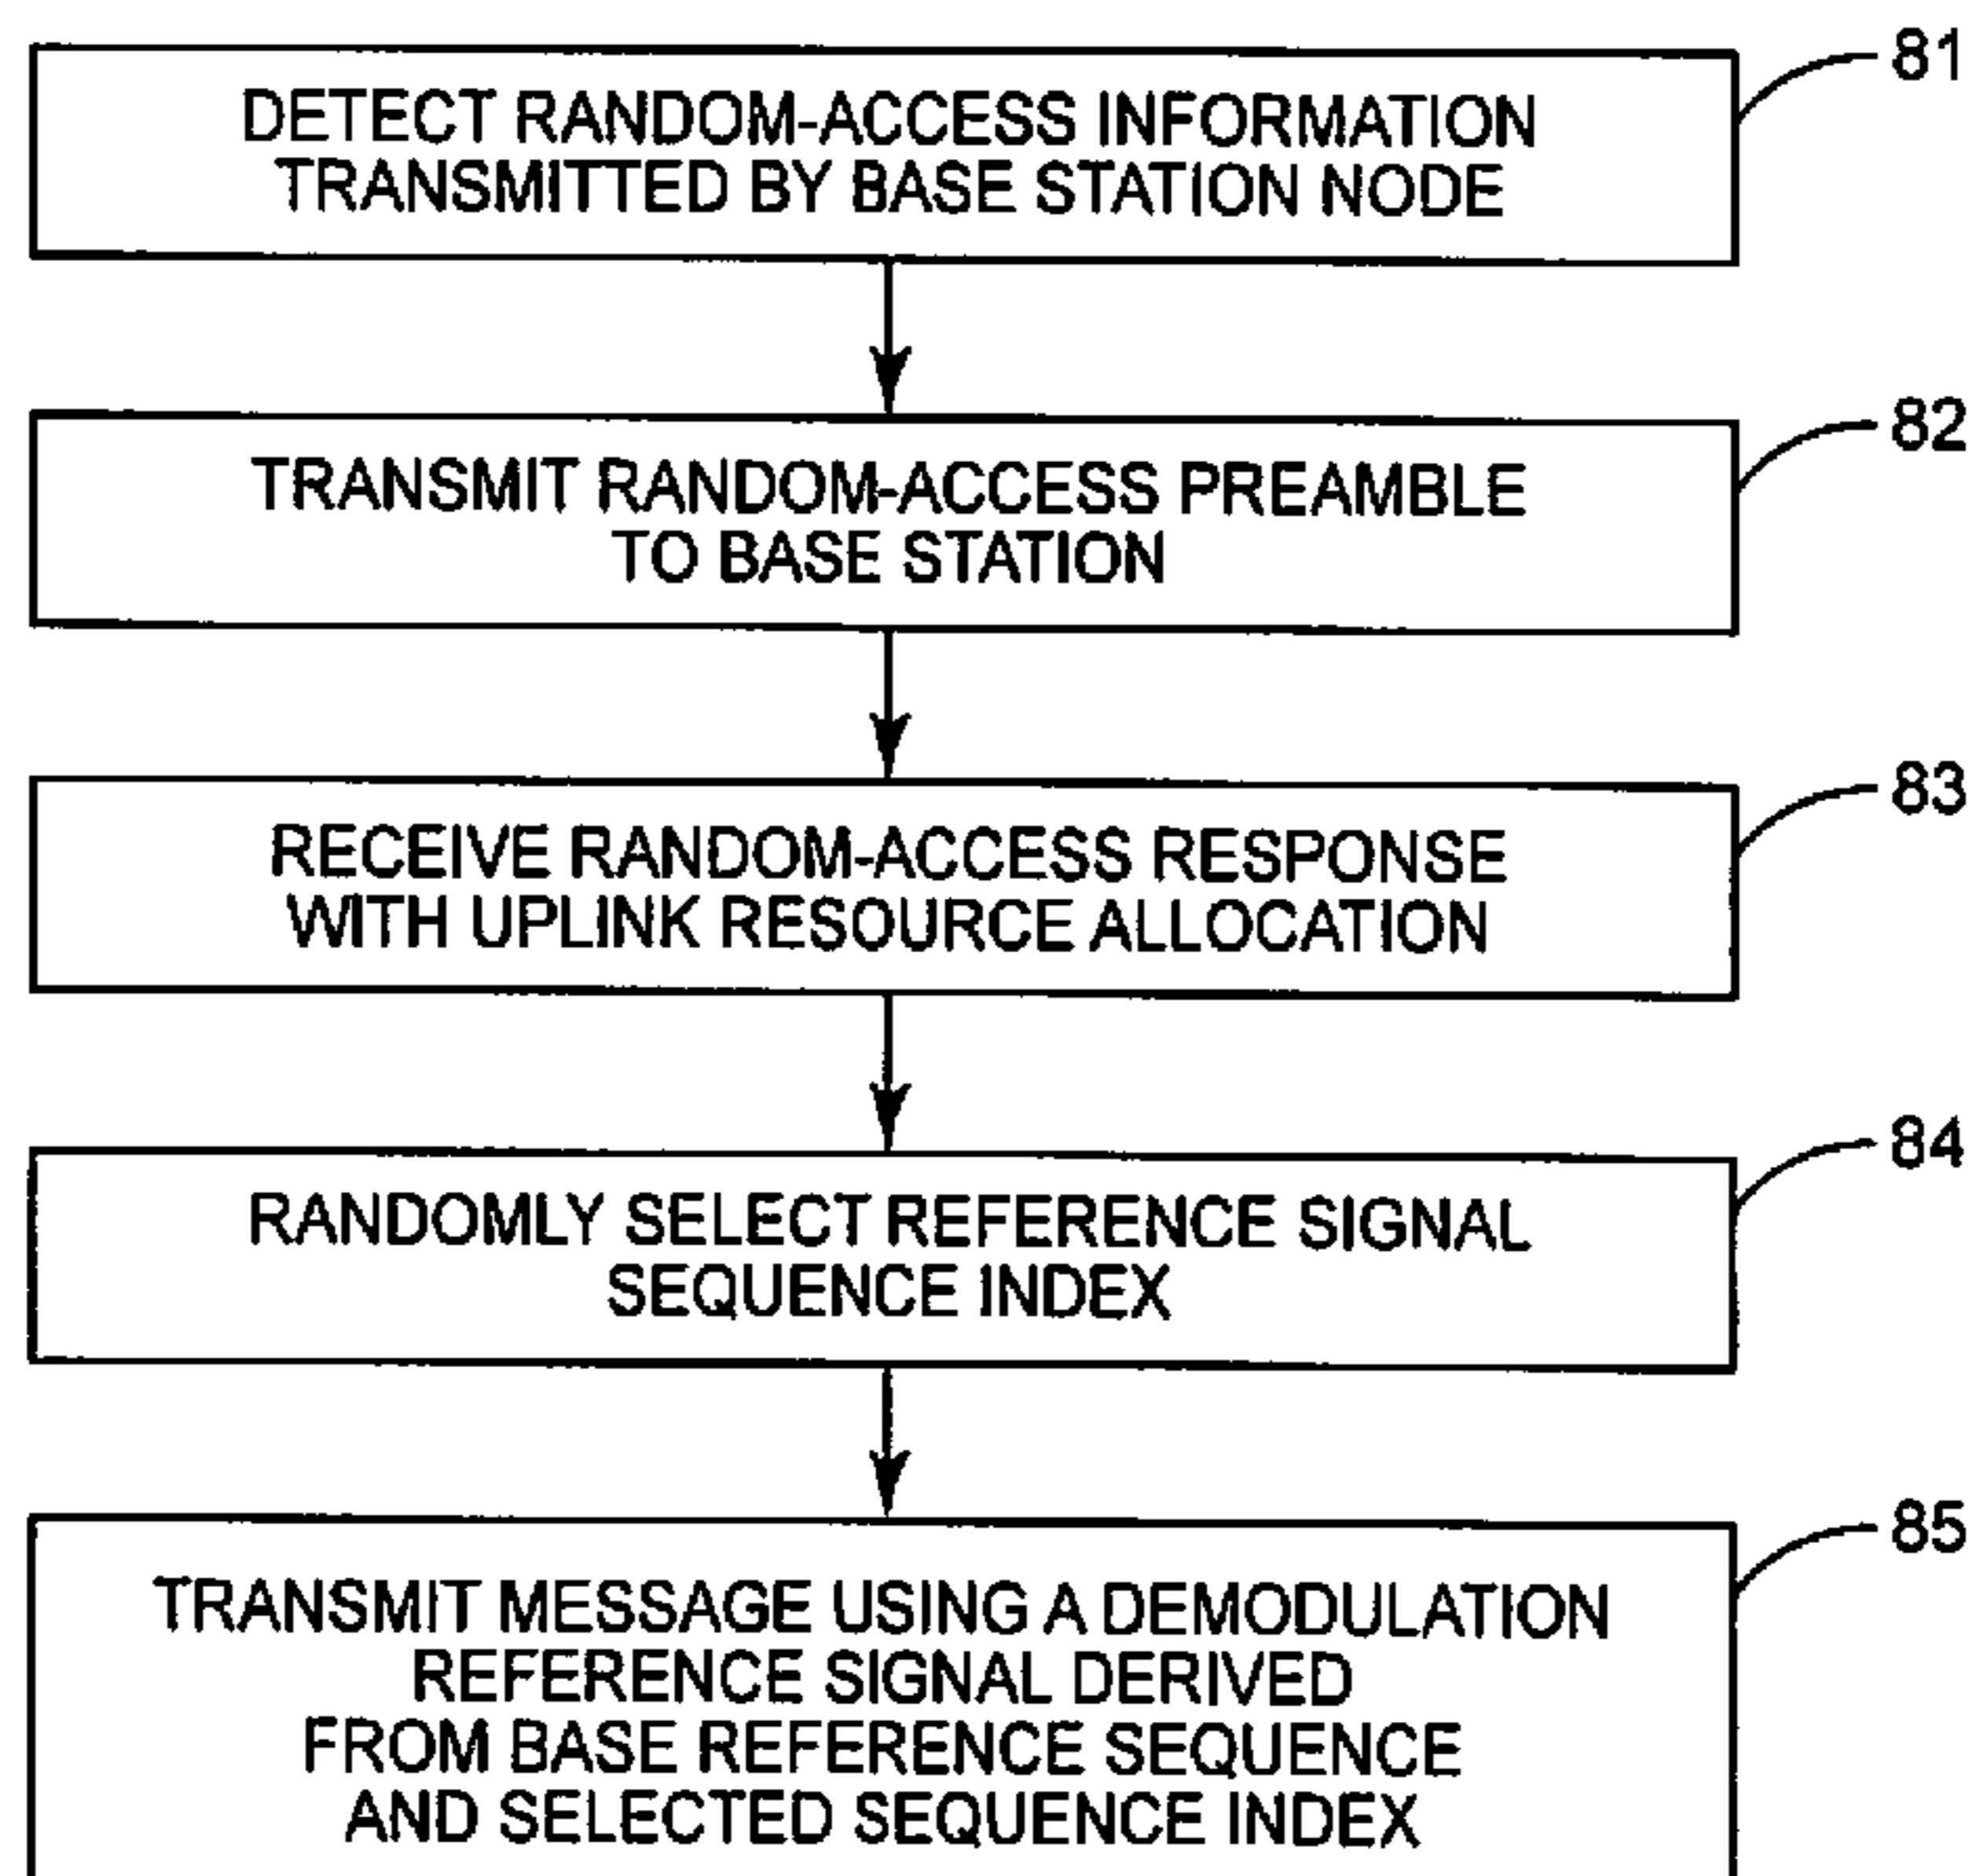 81
DETECT RANDOM-ACCESS INFORMATION
TRANSMITTED BY BASE STATION NODE
82
TRANSMIT RANDOM-ACCESS PREAMBLE
TO BASE STATION
83
RECEIVE RANDOM-ACCESS RESPONSE
WITH UPLINK RESOURCE ALLOCATION
84
RANDOMLY SELECT REFERENCE SIGNAL
SEQUENCE INDEX
85
TRANSMIT MESSAGE USING A DEMODULATION
REFERENCE SIGNAL DERIVED
FROM BASE REFERENCE SEQUENCE
AND SELECTED SEQUENCE INDEX